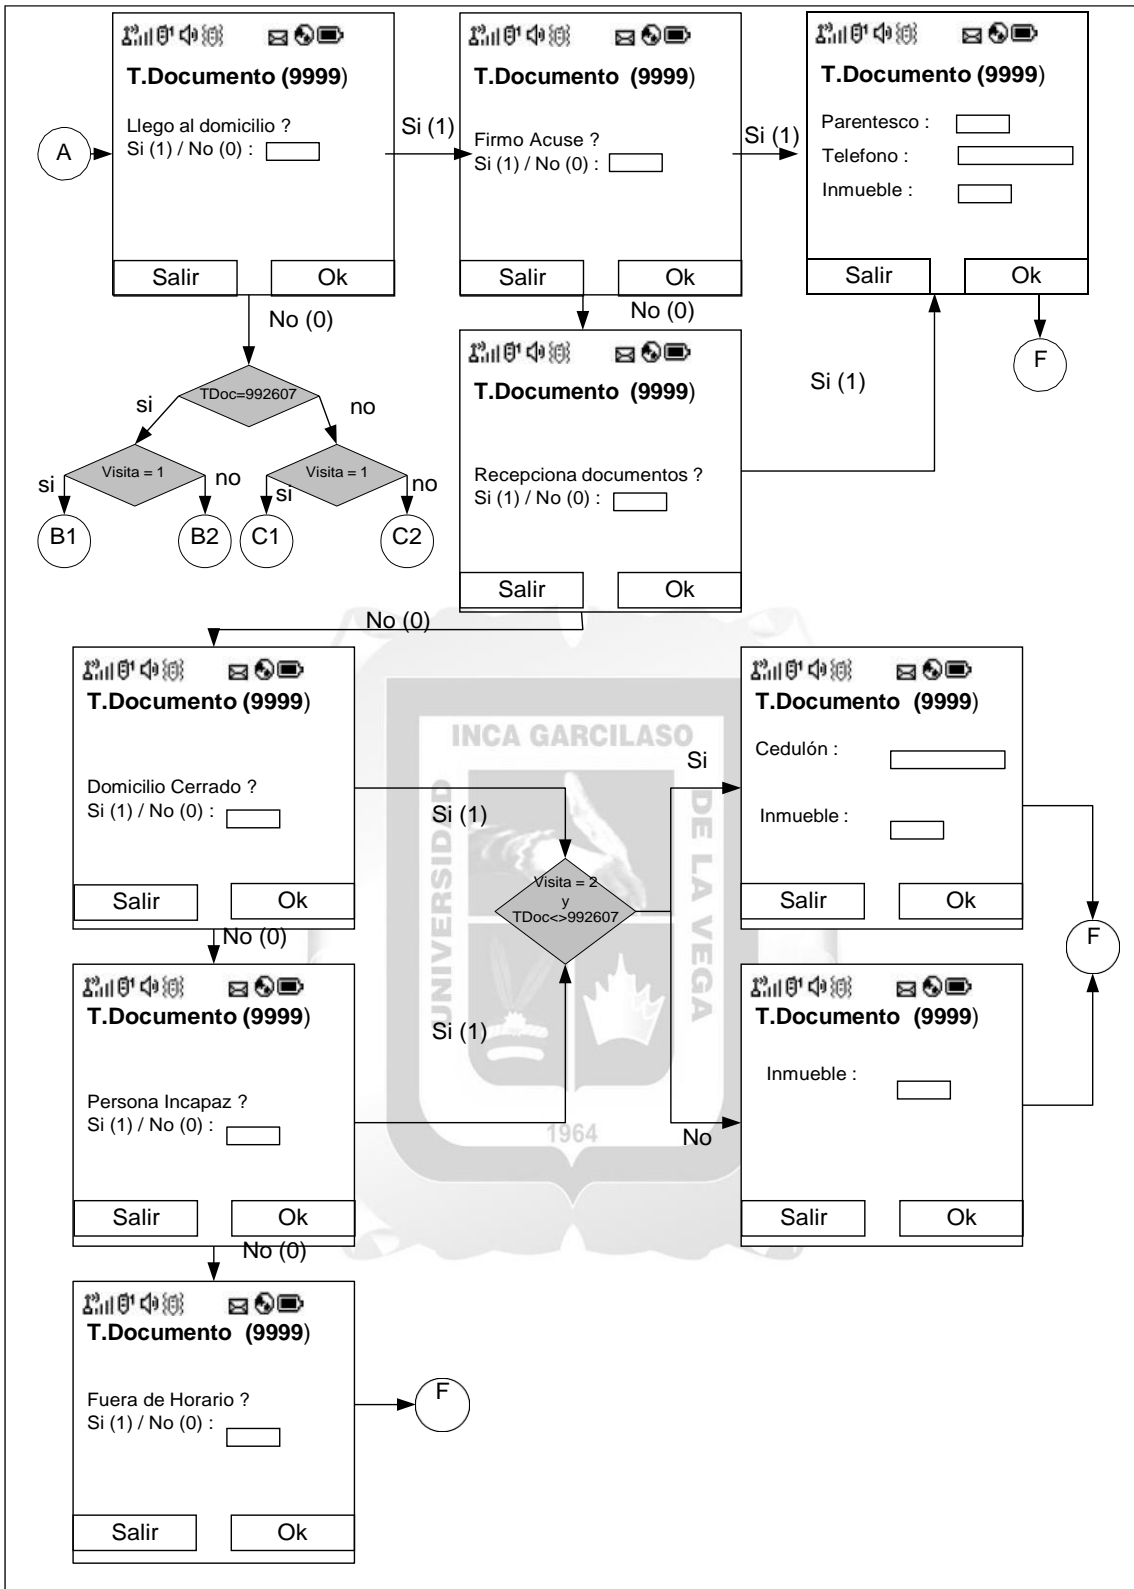 T.Documento (9999)
Llego al domicilio ?
Si (1) / No (0) :
Salir
Ok
A
Si (1)
T.Documento (9999)
Firmo Acuse ?
Si (1) / No (0) :
Salir
Ok
Si (1)
T.Documento (9999)
Parentesco :
Telefono :
Inmueble :
Salir
Ok
F
No (0)
TDoc=992607
si
no
Visita = 1
Visita = 1
si
no
si
no
B1
B2
C1
C2
No (0)
T.Documento (9999)
Recepciona documentos ?
Si (1) / No (0) :
Salir
Ok
Si (1)
No (0)
T.Documento (9999)
Domicilio Cerrado ?
Si (1) / No (0) :
Salir
Ok
Si (1)
No (0)
T.Documento (9999)
Persona Incapaz ?
Si (1) / No (0) :
Salir
Ok
Si (1)
No (0)
Visita = 2
y
TDoc<>992607
Si
No
T.Documento (9999)
Cedulón :
Inmueble :
Salir
Ok
T.Documento (9999)
Inmueble :
Salir
Ok
F
T.Documento (9999)
Fuera de Horario ?
Si (1) / No (0) :
Salir
Ok
F
UNIVERSIDAD
INCA GARCILASO
DE LA VEGA
1964